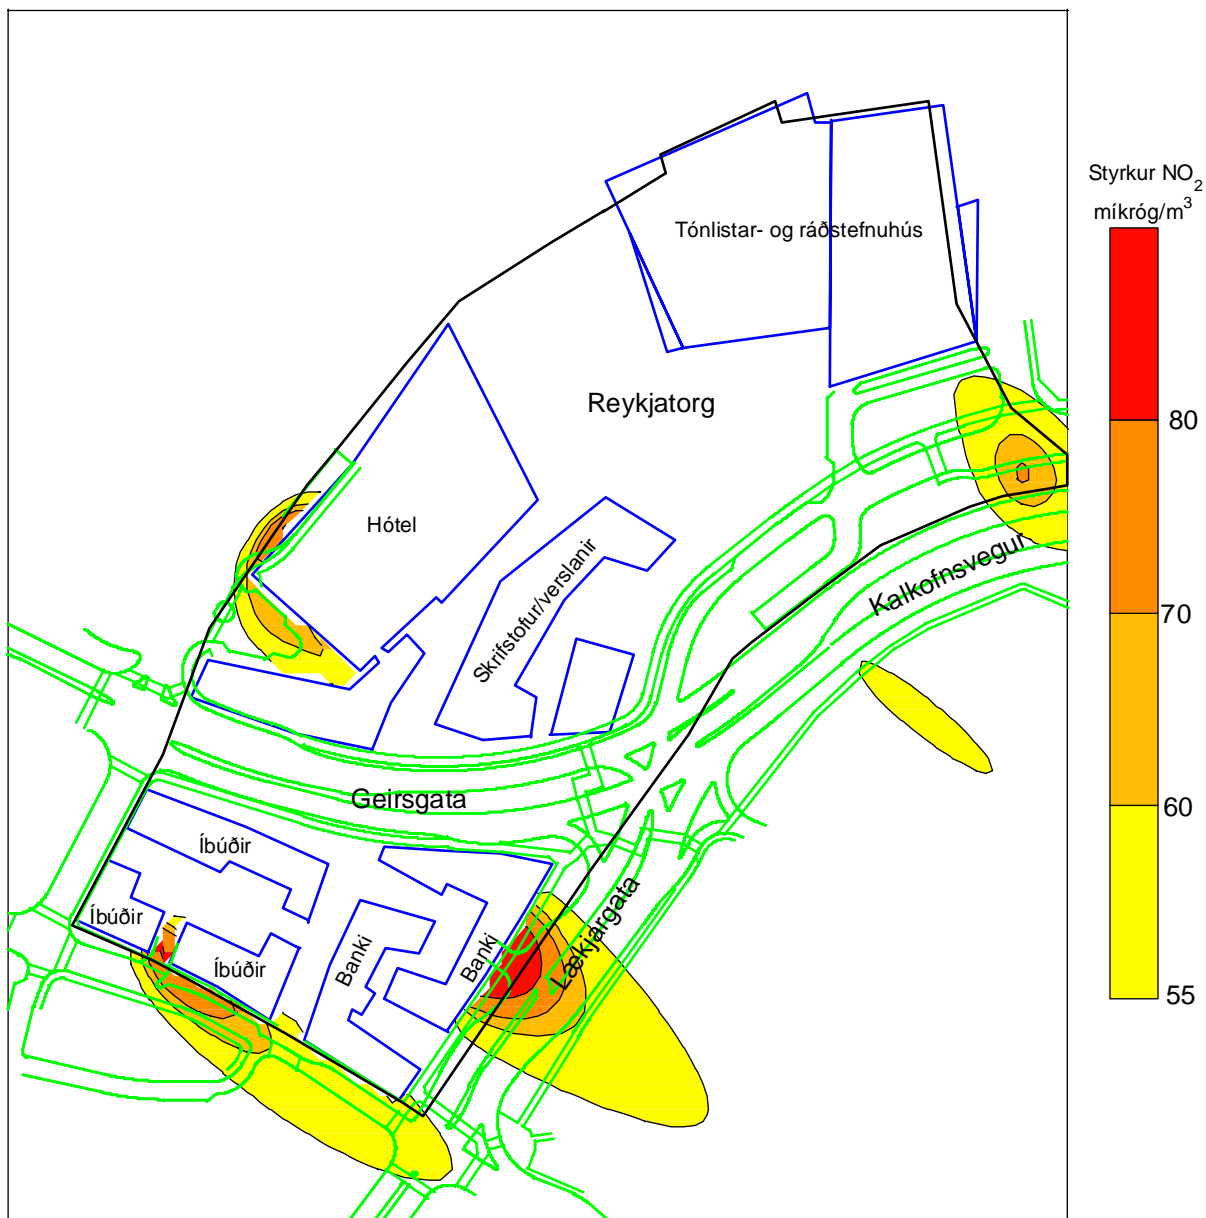 Styrkur NO2
míkróg/m3
Tónlistar- og ráðstefnuhús
Reykjatorg
80
Hótel
Skrifstofur/verslanir
Kalkofnsvegur
70
Geirsgata
60
Íbúðir
Íbúðir
Íbúðir
Banki
Banki
Lækjargata
55